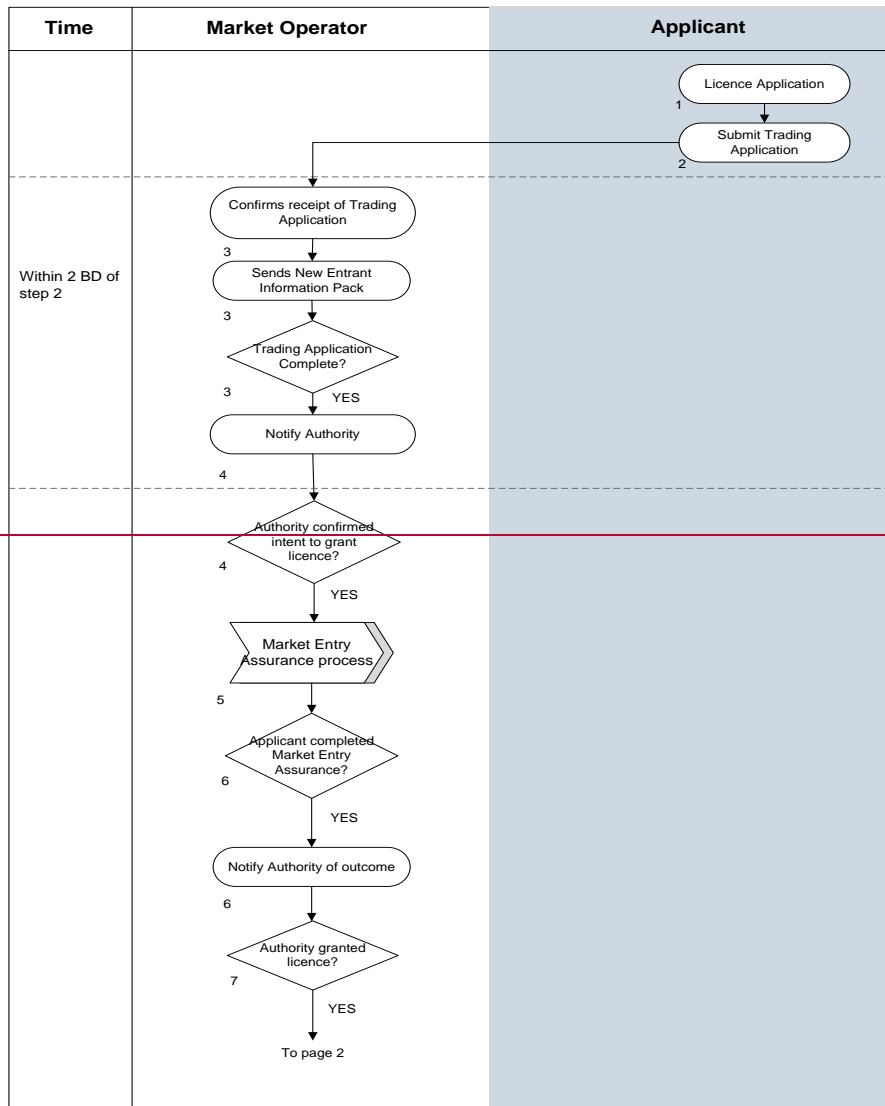 Time
Market Operator
Applicant
Licence Application
1
Submit Trading
Application
2
Confirms receipt of Trading
Application
3
Within 2 BD of
step 2
Sends New Entrant
Information Pack
3
Trading Application
Complete?
3
YES
Notify Authority
4
Authority confirmed
intent to grant
licence?
4
YES
Market Entry
Assurance process
5
Applicant completed
Market Entry
Assurance?
6
YES
Notify Authority of outcome
6
Authority granted
licence?
7
YES
To page 2